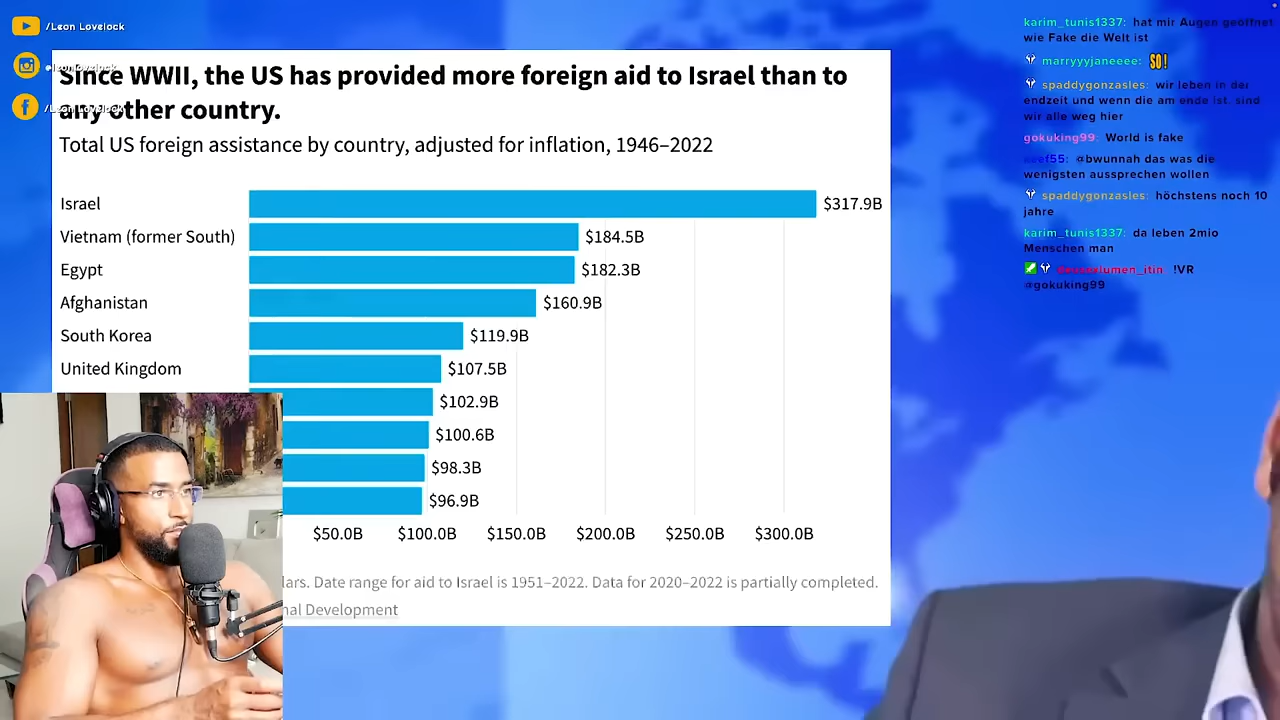 /Leon Lovelock
/Leon Lovelock
Since WWII, the US has provided more foreign aid to Israel than to
any other country.
Total US foreign assistance by country, adjusted for inflation, 1946–2022
Israel $317.9B
Vietnam (former South) $184.5B
Egypt $182.3B
Afghanistan $160.9B
South Korea $119.9B
United Kingdom $107.5B
$102.9B
$100.6B
$98.3B
$96.9B
$50.0B $100.0B $150.0B $200.0B $250.0B $300.0B
Date range for aid to Israel is 1951–2022. Data for 2020–2022 is partially completed.
Development
karim_tunis1337: hat mir Augen geöffnet
wie Fake die Welt ist
marryyyjaneeee: SO!
spaddygonzasles: wir leben in der
endzeit und wenn die am ende ist. sind
wir alle weg hier
gokuking99: World is fake
@bwunnah das was die
wenigsten aussprechen wollen
spaddygonzasles: höchstens noch 10
jahre
karim_tunis1337: da leben 2mio
Menschen man
!VR
@gokuking99